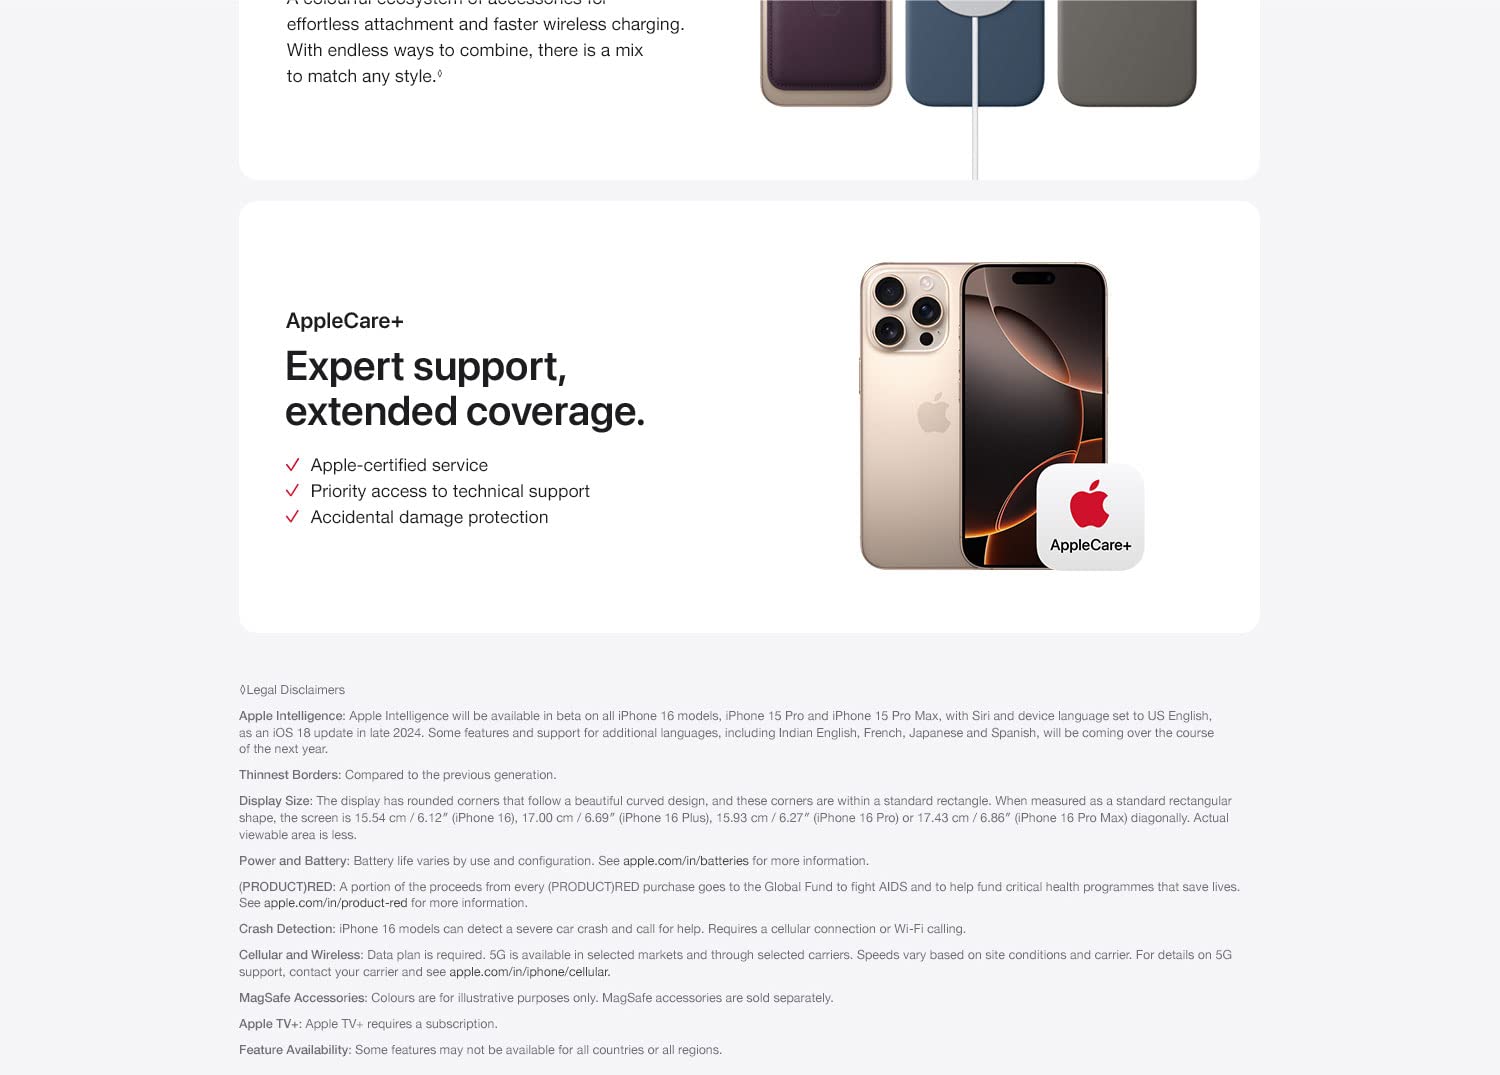 A colourful ecosystem of accessories for
effortless attachment and faster wireless charging.
With endless ways to combine, there is a mix
to match any style.◊
AppleCare+
Expert support,
extended coverage.
✓ Apple-certified service
✓ Priority access to technical support
✓ Accidental damage protection
AppleCare+
◊Legal Disclaimers
Apple Intelligence: Apple Intelligence will be available in beta on all iPhone 16 models, iPhone 15 Pro and iPhone 15 Pro Max, with Siri and device language set to US English,
as an iOS 18 update in late 2024. Some features and support for additional languages, including Indian English, French, Japanese and Spanish, will be coming over the course
of the next year.
Thinnest Borders: Compared to the previous generation.
Display Size: The display has rounded corners that follow a beautiful curved design, and these corners are within a standard rectangle. When measured as a standard rectangular
shape, the screen is 15.54 cm / 6.12″ (iPhone 16), 17.00 cm / 6.69″ (iPhone 16 Plus), 15.93 cm / 6.27″ (iPhone 16 Pro) or 17.43 cm / 6.86″ (iPhone 16 Pro Max) diagonally. Actual
viewable area is less.
Power and Battery: Battery life varies by use and configuration. See apple.com/in/batteries for more information.
(PRODUCT)RED: A portion of the proceeds from every (PRODUCT)RED purchase goes to the Global Fund to fight AIDS and to help fund critical health programmes that save lives.
See apple.com/in/product-red for more information.
Crash Detection: iPhone 16 models can detect a severe car crash and call for help. Requires a cellular connection or Wi-Fi calling.
Cellular and Wireless: Data plan is required. 5G is available in selected markets and through selected carriers. Speeds vary based on site conditions and carrier. For details on 5G
support, contact your carrier and see apple.com/in/iphone/cellular.
MagSafe Accessories: Colours are for illustrative purposes only. MagSafe accessories are sold separately.
Apple TV+: Apple TV+ requires a subscription.
Feature Availability: Some features may not be available for all countries or all regions.